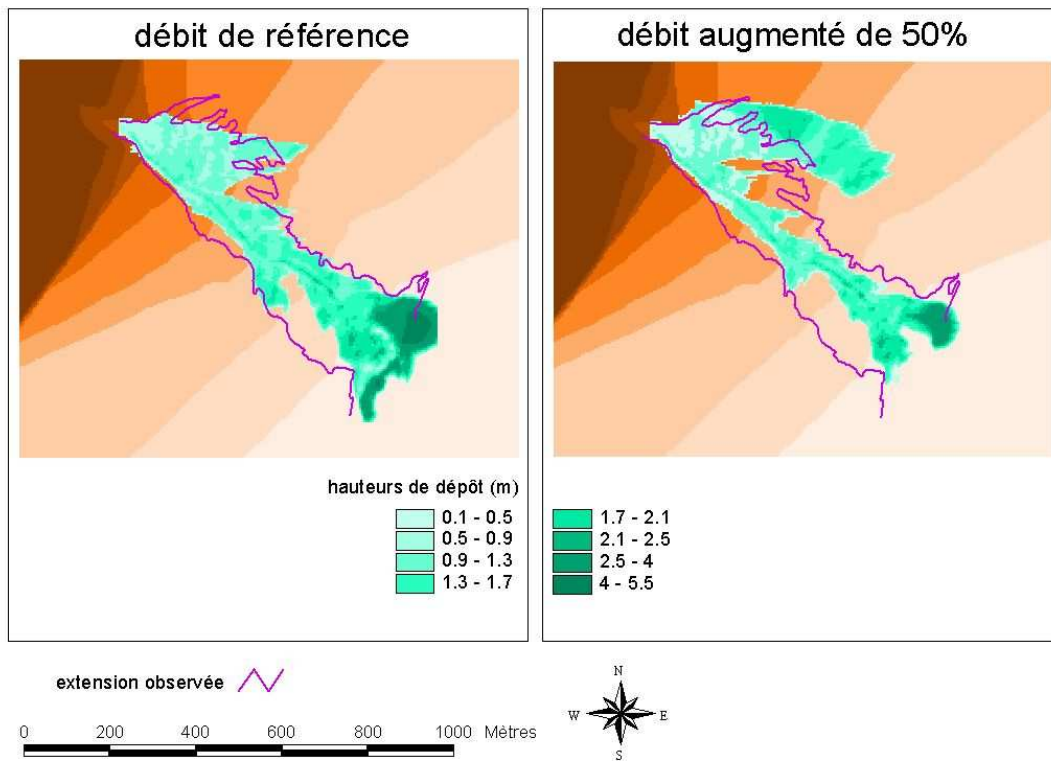 débit de référence
débit augmenté de 50%
hauteurs de dépôt (m)
0.1 - 0.5
0.5 - 0.9
0.9 - 1.3
1.3 - 1.7
1.7 - 2.1
2.1 - 2.5
2.5 - 4
4 - 5.5
extension observée
0 200 400 600 800 1000 Mètres
N
W E
S